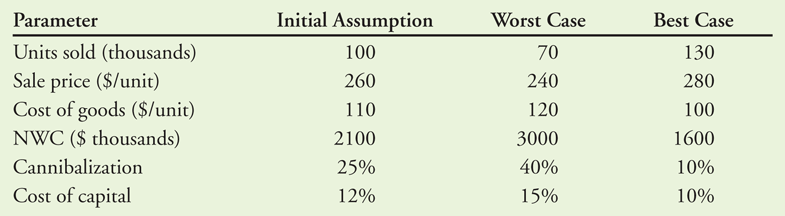 Parameter Initial Assumption Worst Case Best Case
Units sold (thousands) 100 70 130
Sale price ($/unit) 260 240 280
Cost of goods ($/unit) 110 120 100
NWC ($ thousands) 2100 3000 1600
Cannibalization 25% 40% 10%
Cost of capital 12% 15% 10%